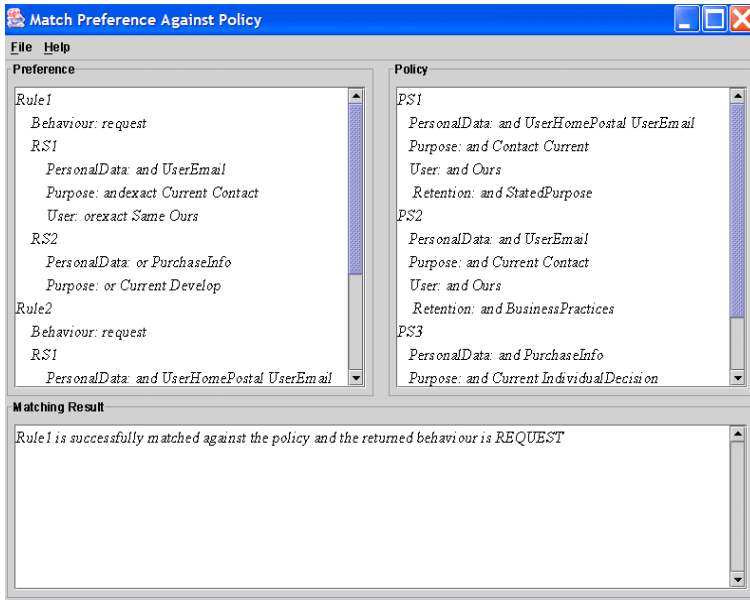 Match Preference Against Policy
File Help
Preference
Rule1
Behaviour: request
RS1
PersonalData: and UserEmail
Purpose: andexact Current Contact
User: orexact Same Ours
RS2
PersonalData: or PurchaseInfo
Purpose: or Current Develop
Rule2
Behaviour: request
RS1
PersonalData: and UserHomePostal UserEmail
Policy
PS1
PersonalData: and UserHomePostal UserEmail
Purpose: and Contact Current
User: and Ours
Retention: and StatedPurpose
PS2
PersonalData: and UserEmail
Purpose: and Current Contact
User: and Ours
Retention: and BusinessPractices
PS3
PersonalData: and PurchaseInfo
Purpose: and Current IndividualDecision
Matching Result
Rule1 is successfully matched against the policy and the returned behaviour is REQUEST